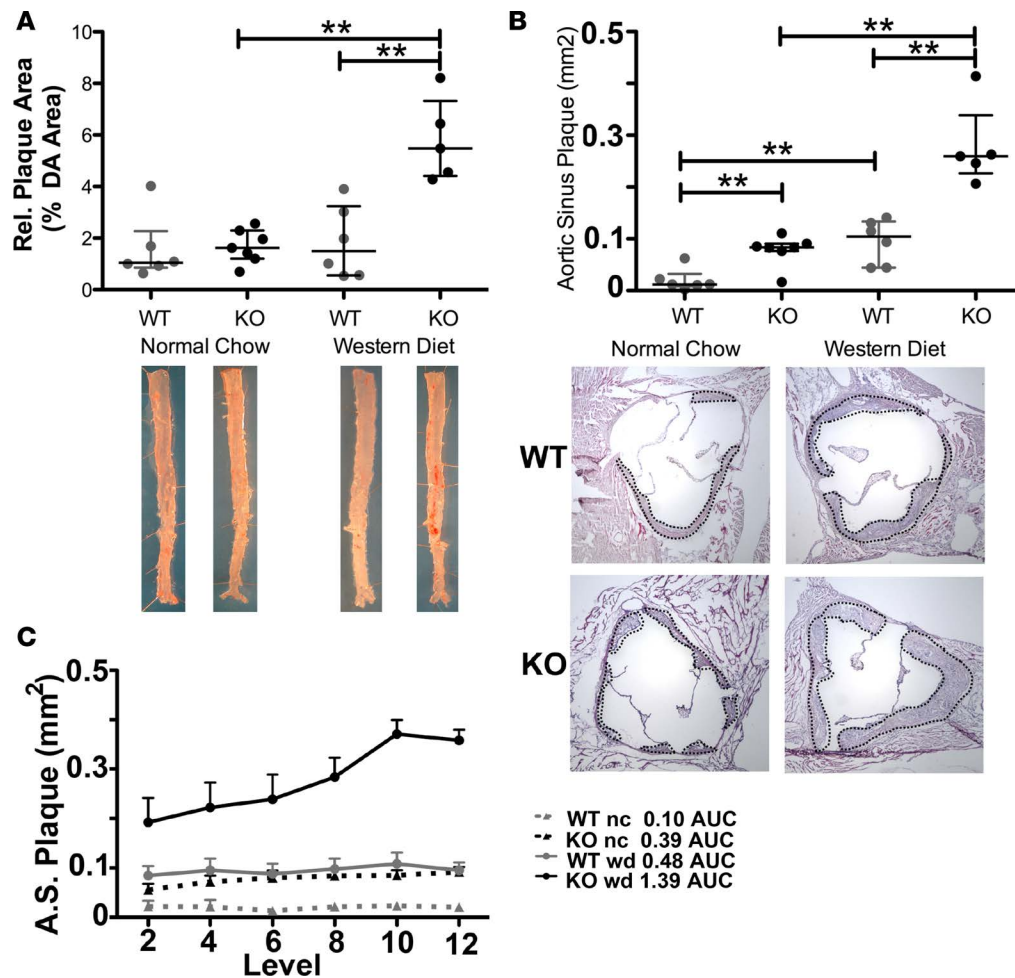 A
Rel. Plaque Area
(% DA Area)
10
8
6
4
2
0
**
**
WT
KO
WT
KO
Normal Chow
Western Diet
B
Aortic Sinus Plaque (mm2)
0.5
0.3
0.1
0
**
**
**
**
WT
KO
WT
KO
Normal Chow
Western Diet
WT
KO
C
A.S. Plaque (mm²)
0.5
0.3
0.1
0
2 4 6 8 10 12
Level
WT nc 0.10 AUC
KO nc 0.39 AUC
WT wd 0.48 AUC
KO wd 1.39 AUC